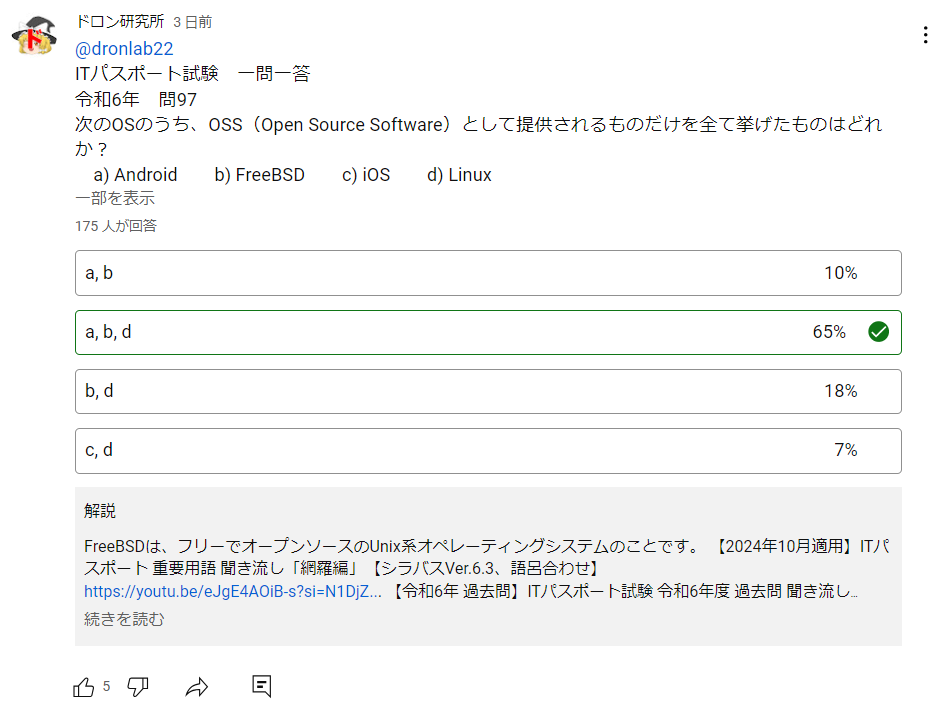 ドロン研究所 3 日前
@dronlab22
ITパスポート試験　一問一答
令和6年　問97
次のOSのうち、OSS（Open Source Software）として提供されるものだけを全て挙げたものはどれ
か？
a) Android　　b) FreeBSD　　c) iOS　　d) Linux
一部を表示
175 人が回答
a, b 10%
a, b, d 65%
b, d 18%
c, d 7%
解説
FreeBSDは、フリーでオープンソースのUnix系オペレーティングシステムのことです。 【2024年10月適用】ITパ
スポート 重要用語 聞き流し「網羅編」【シラバスVer.6.3、語呂合わせ】
https://youtu.be/eJgE4AOiB-s?si=N1DjZ... 【令和6年 過去問】ITパスポート試験 令和6年度 過去問 聞き流し...
続きを読む
5